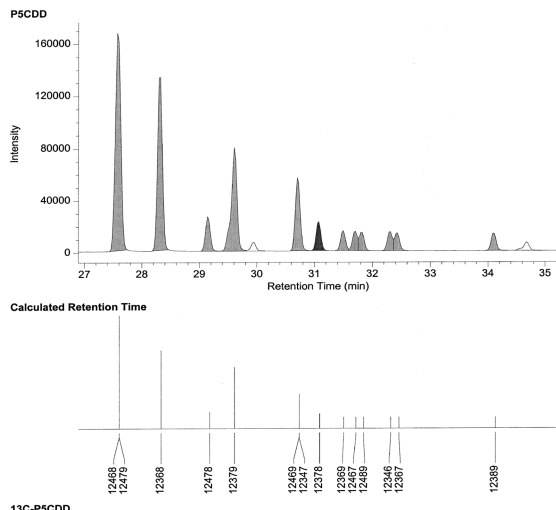 P5CDD
160000
120000
80000
40000
0
Intensity
27 28 29 30 31 32 33 34 35
Retention Time (min)
Calculated Retention Time
12468 12479 12368 12478 12379 12469 12347 12378 12369 12467 12489 12346 12367 12389
13C-P5CDD